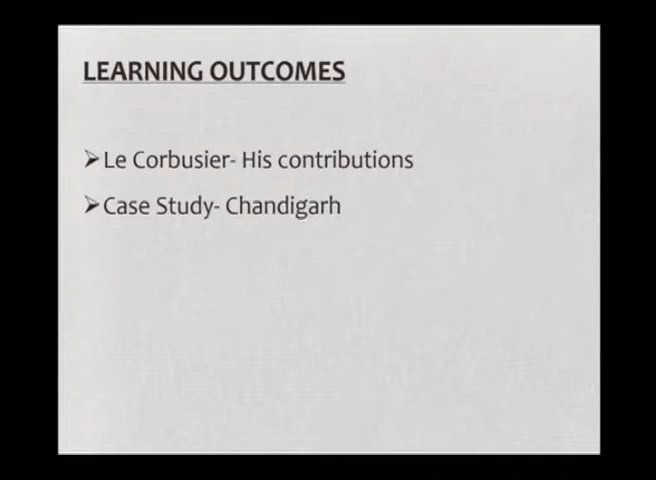 LEARNING OUTCOMES
➢Le Corbusier- His contributions
➢Case Study- Chandigarh